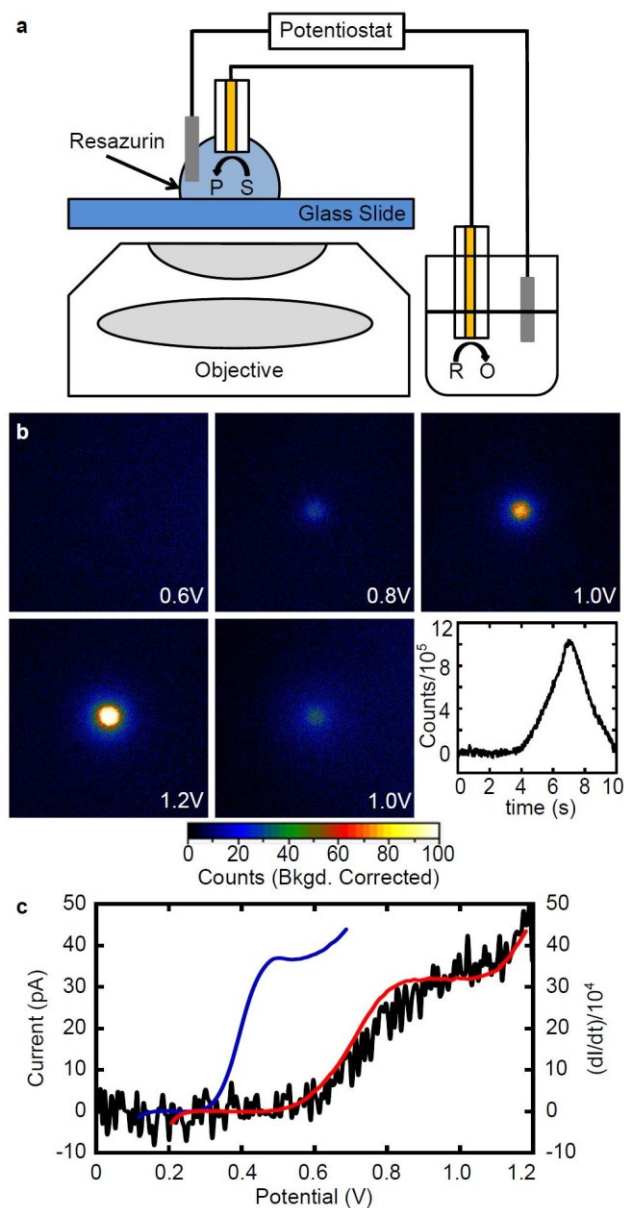 a
Potentiostat
Resazurin
P S
Glass Slide
Objective
R O
b
0.6V
0.8V
1.0V
1.2V
1.0V
Counts/10⁵
12
8
4
0
0 2 4 6 8 10
time (s)
0 20 40 60 80 100
Counts (Bkgd. Corrected)
c
Current (pA)
50
40
30
20
10
0
-10
50
40
30
20
10
0
-10
(dI/dt)/10⁴
0 0.2 0.4 0.6 0.8 1.0 1.2
Potential (V)